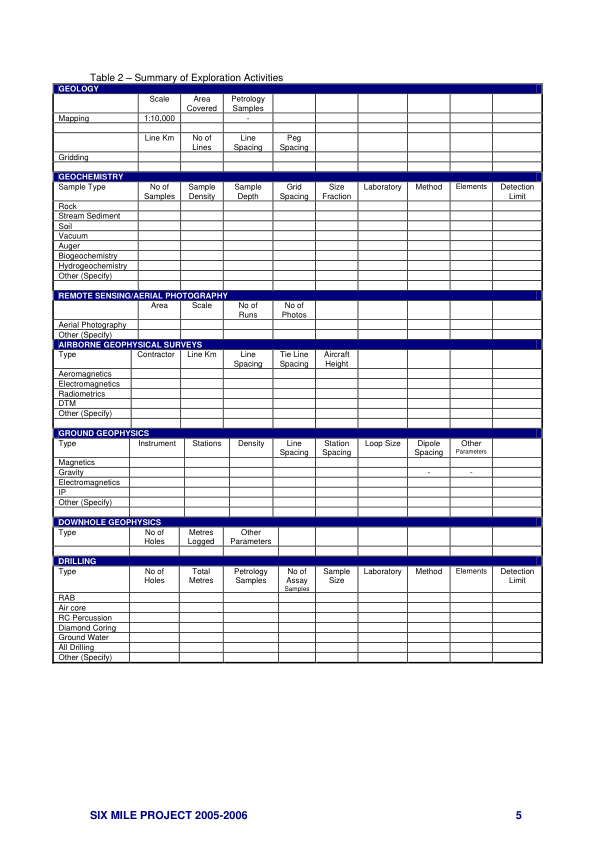 Table 2 – Summary of Exploration Activities
GEOLOGY
Scale Area Petrology
Covered Samples
Mapping 1:10,000 -
Line Km No of Line Peg
Lines Spacing Spacing
Gridding
GEOCHEMISTRY
Sample Type No of Sample Sample Grid Size Laboratory Method Elements Detection
Samples Density Depth Spacing Fraction Limit
Rock
Stream Sediment
Soil
Vacuum
Auger
Biogeochemistry
Hydrogeochemistry
Other (Specify)
REMOTE SENSING/AERIAL PHOTOGRAPHY
Area Scale No of No of
Runs Photos
Aerial Photography
Other (Specify)
AIRBORNE GEOPHYSICAL SURVEYS
Type Contractor Line Km Line Tie Line Aircraft
Spacing Spacing Height
Aeromagnetics
Electromagnetics
Radiometrics
DTM
Other (Specify)
GROUND GEOPHYSICS
Type Instrument Stations Density Line Station Loop Size Dipole Other
Spacing Spacing Spacing Parameters
Magnetics
Gravity - -
Electromagnetics
IP
Other (Specify)
DOWNHOLE GEOPHYSICS
Type No of Metres Other
Holes Logged Parameters
DRILLING
Type No of Total Petrology No of Sample Laboratory Method Elements Detection
Holes Metres Samples Assay Size Limit
Samples
RAB
Air core
RC Percussion
Diamond Coring
Ground Water
All Drilling
Other (Specify)
SIX MILE PROJECT 2005-2006 5